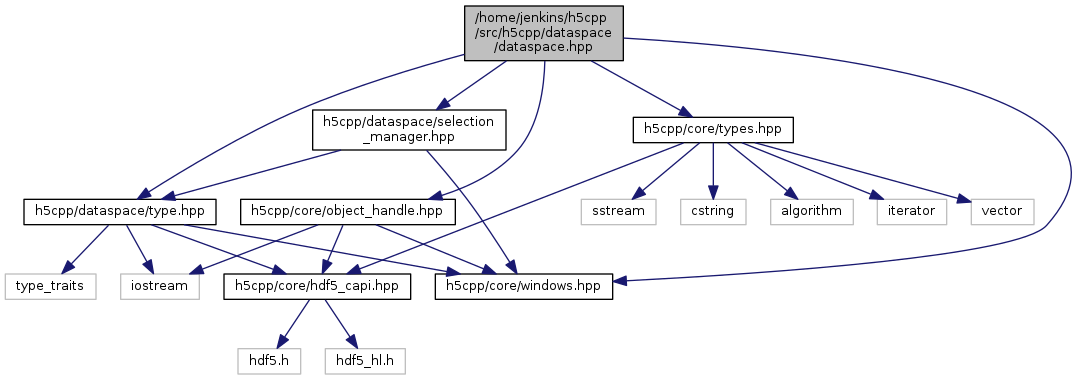 /home/jenkins/h5cpp
/src/h5cpp/dataspace
/dataspace.hpp
h5cpp/dataspace/selection
_manager.hpp
h5cpp/core/types.hpp
h5cpp/dataspace/type.hpp
h5cpp/core/object_handle.hpp
sstream
cstring
algorithm
iterator
vector
type_traits
iostream
h5cpp/core/hdf5_capi.hpp
h5cpp/core/windows.hpp
hdf5.h
hdf5_hl.h